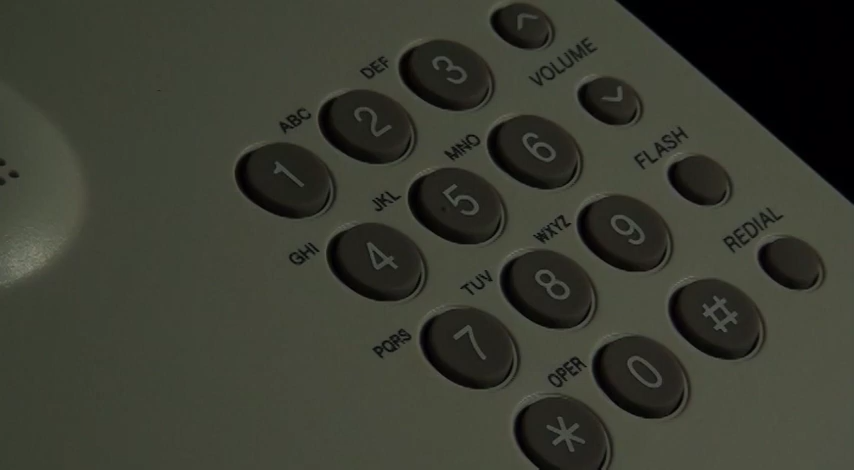 1
ABC 2
DEF 3
VOLUME
GHI 4
JKL 5
MNO 6
FLASH
PQRS 7
TUV 8
WXYZ 9
REDIAL
*
OPER 0
#